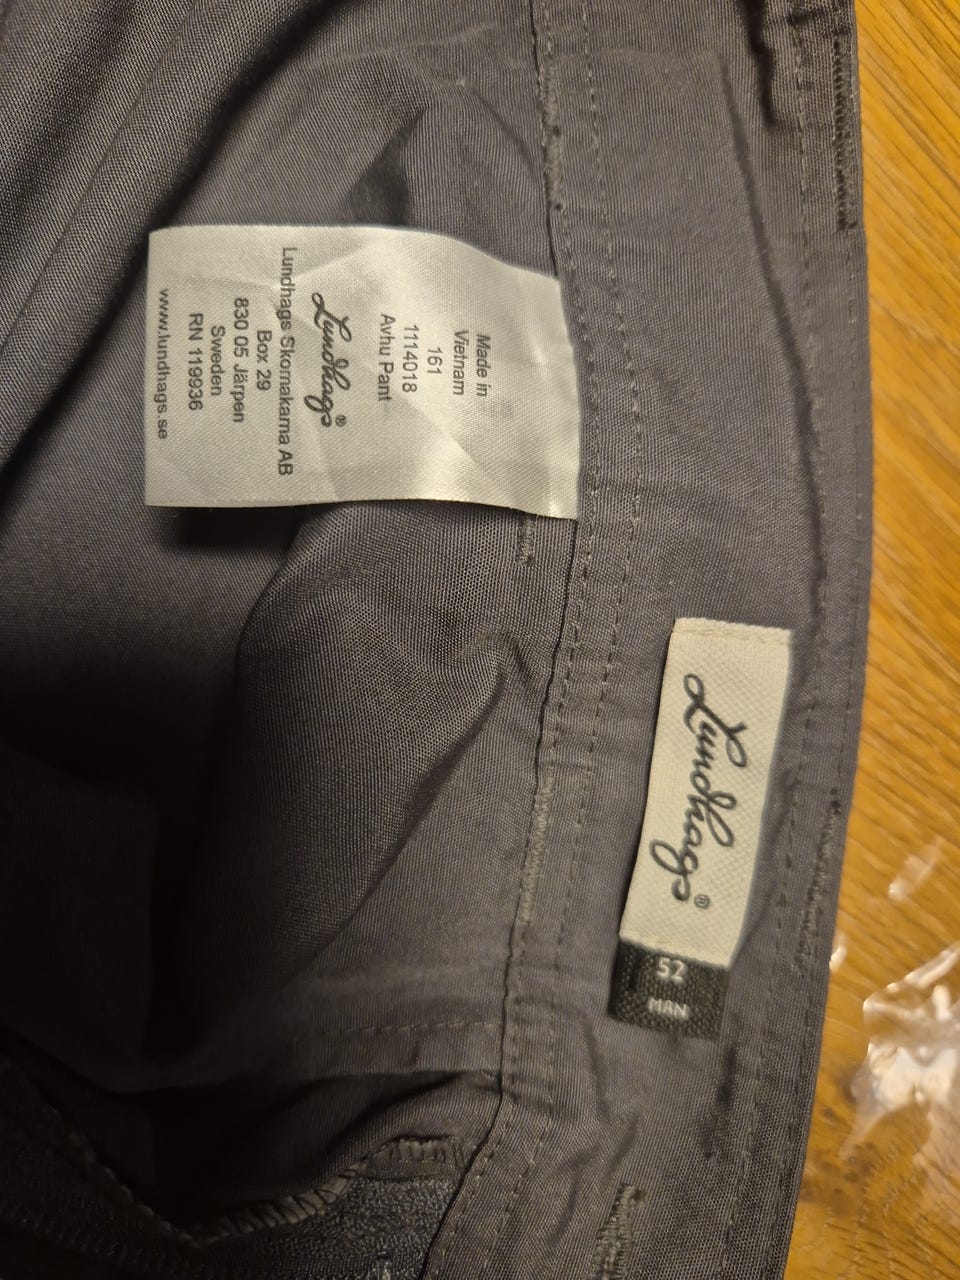 Made in
Vietnam
161
1114018
Avhu Pant
Lundhags®
Lundhags Skomakarna AB
Box 29
830 05 Järpen
Sweden
RN 119936
www.lundhags.se
Lundhags®
52
MAN